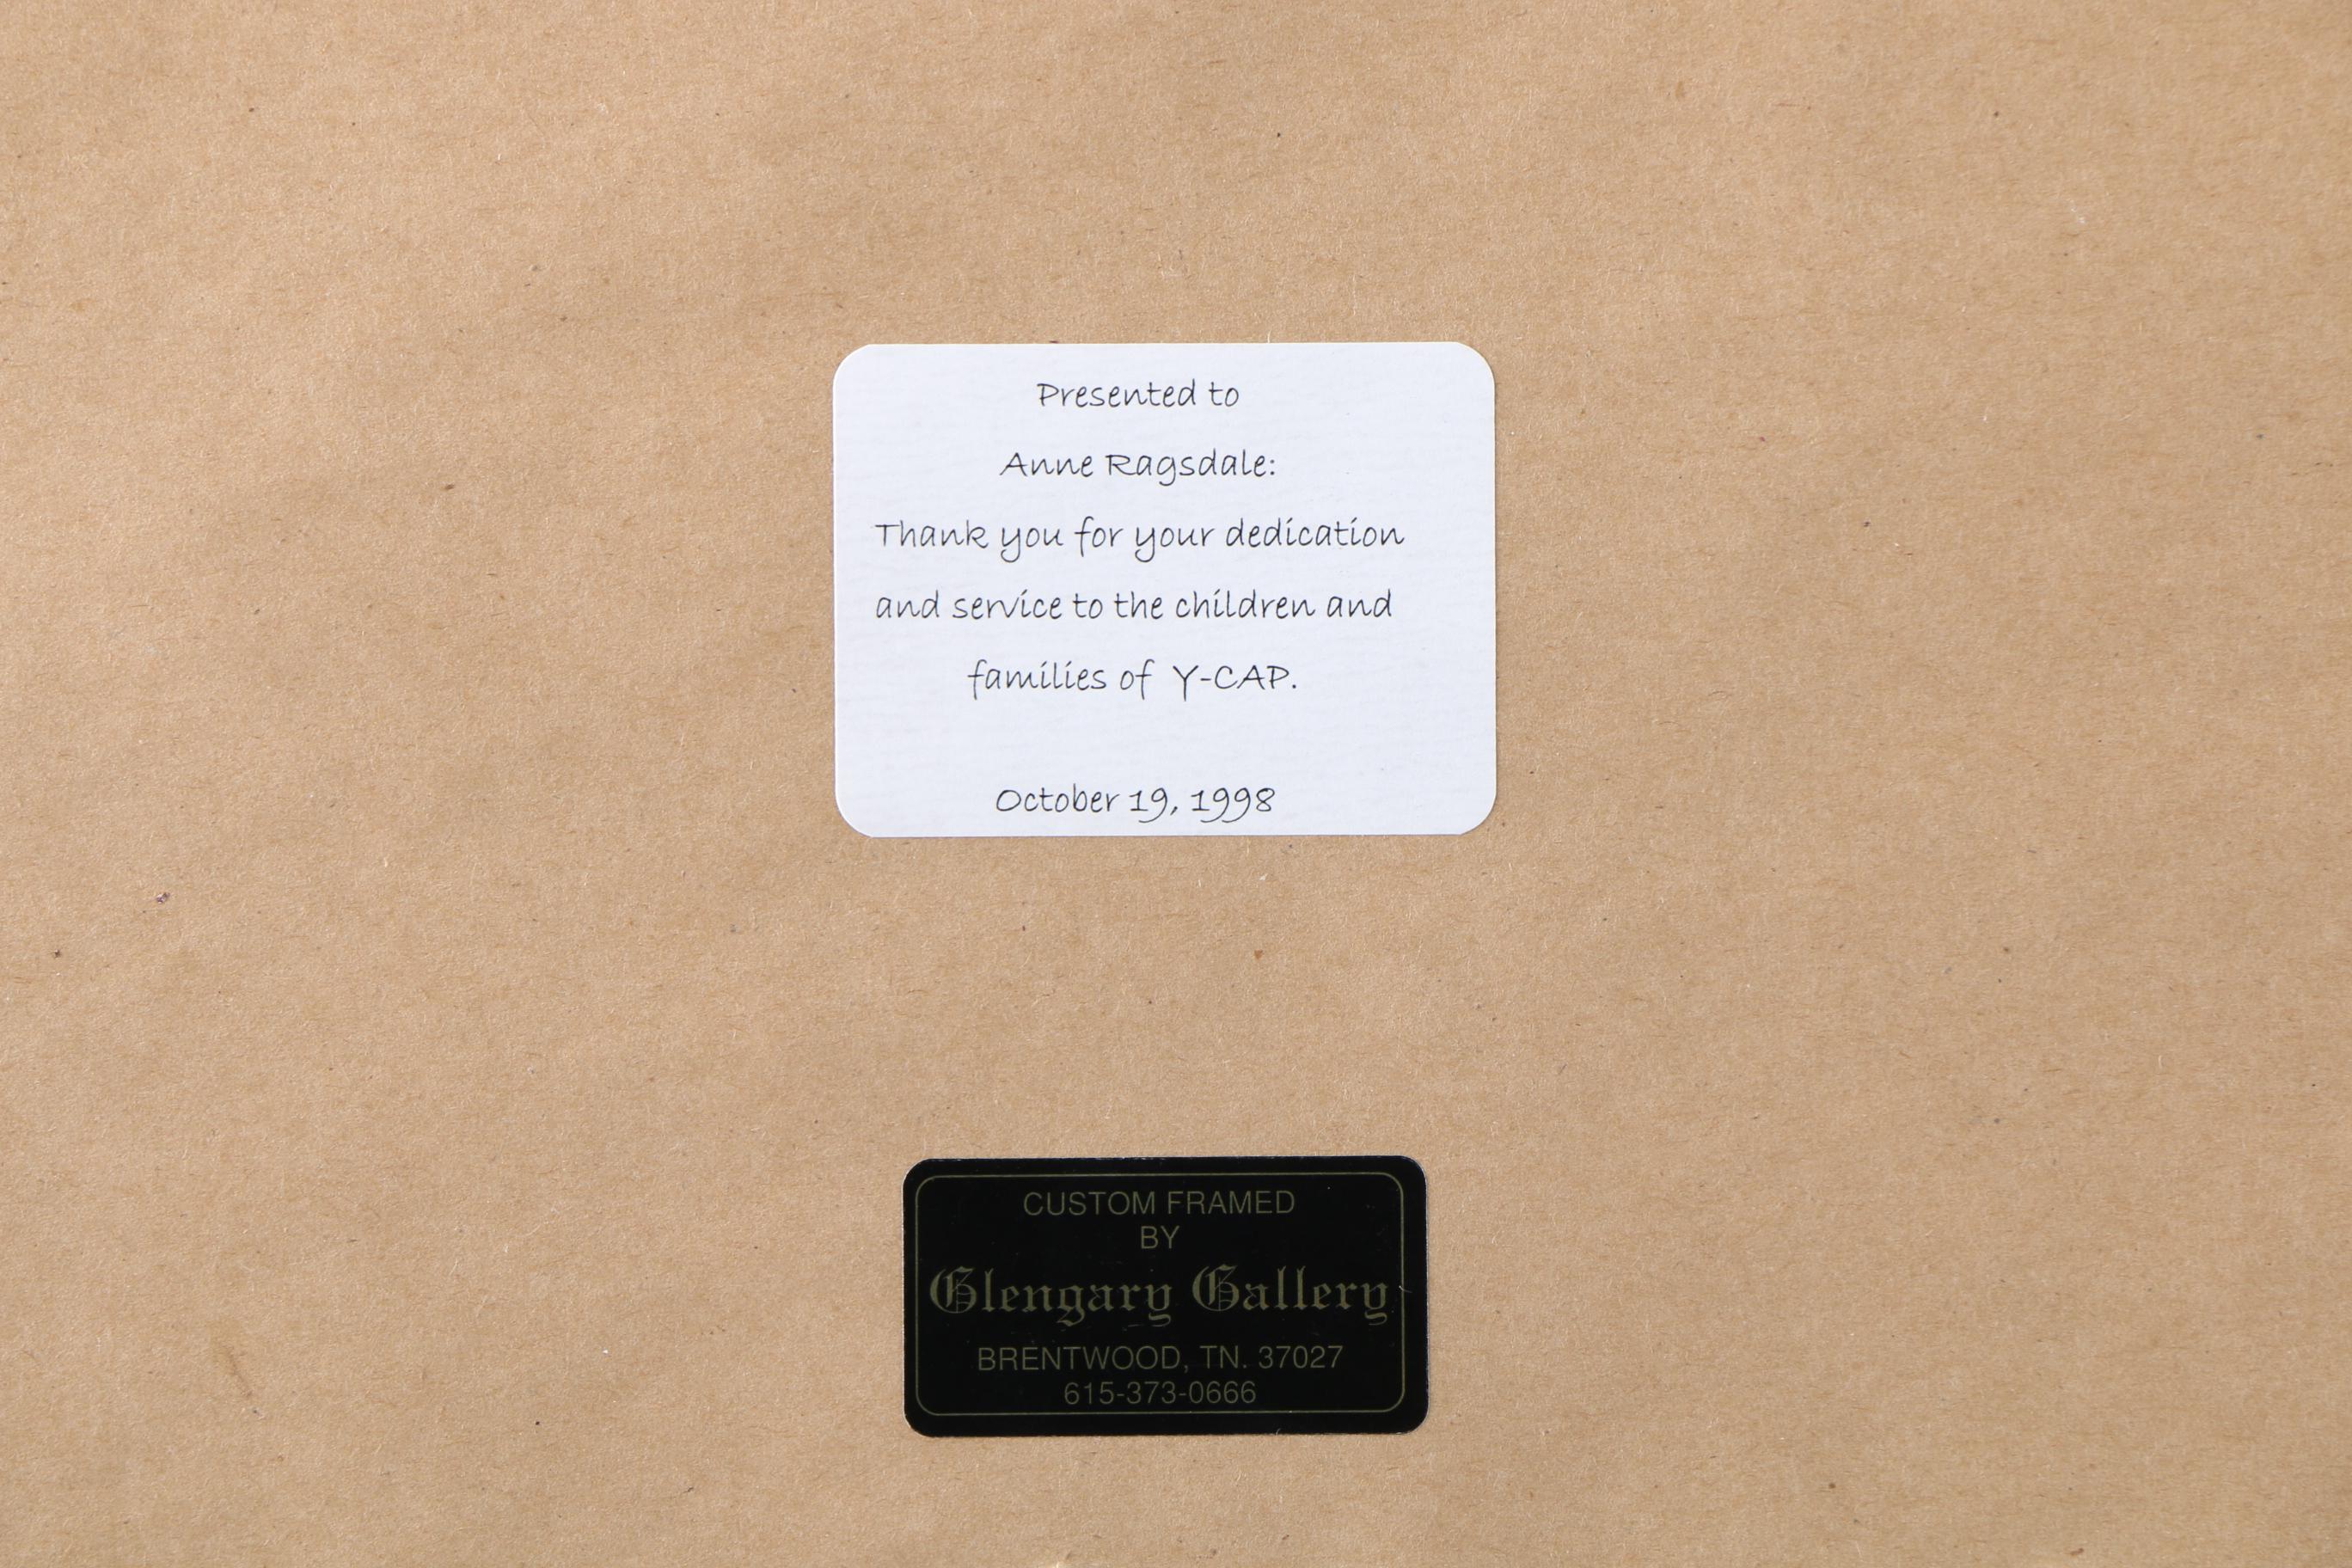 Presented to
Anne Ragsdale:
Thank you for your dedication
and service to the children and
families of Y-CAP.
October 19, 1998
CUSTOM FRAMED
BY
Glengary Gallery
BRENTWOOD, TN. 37027
615-373-0666